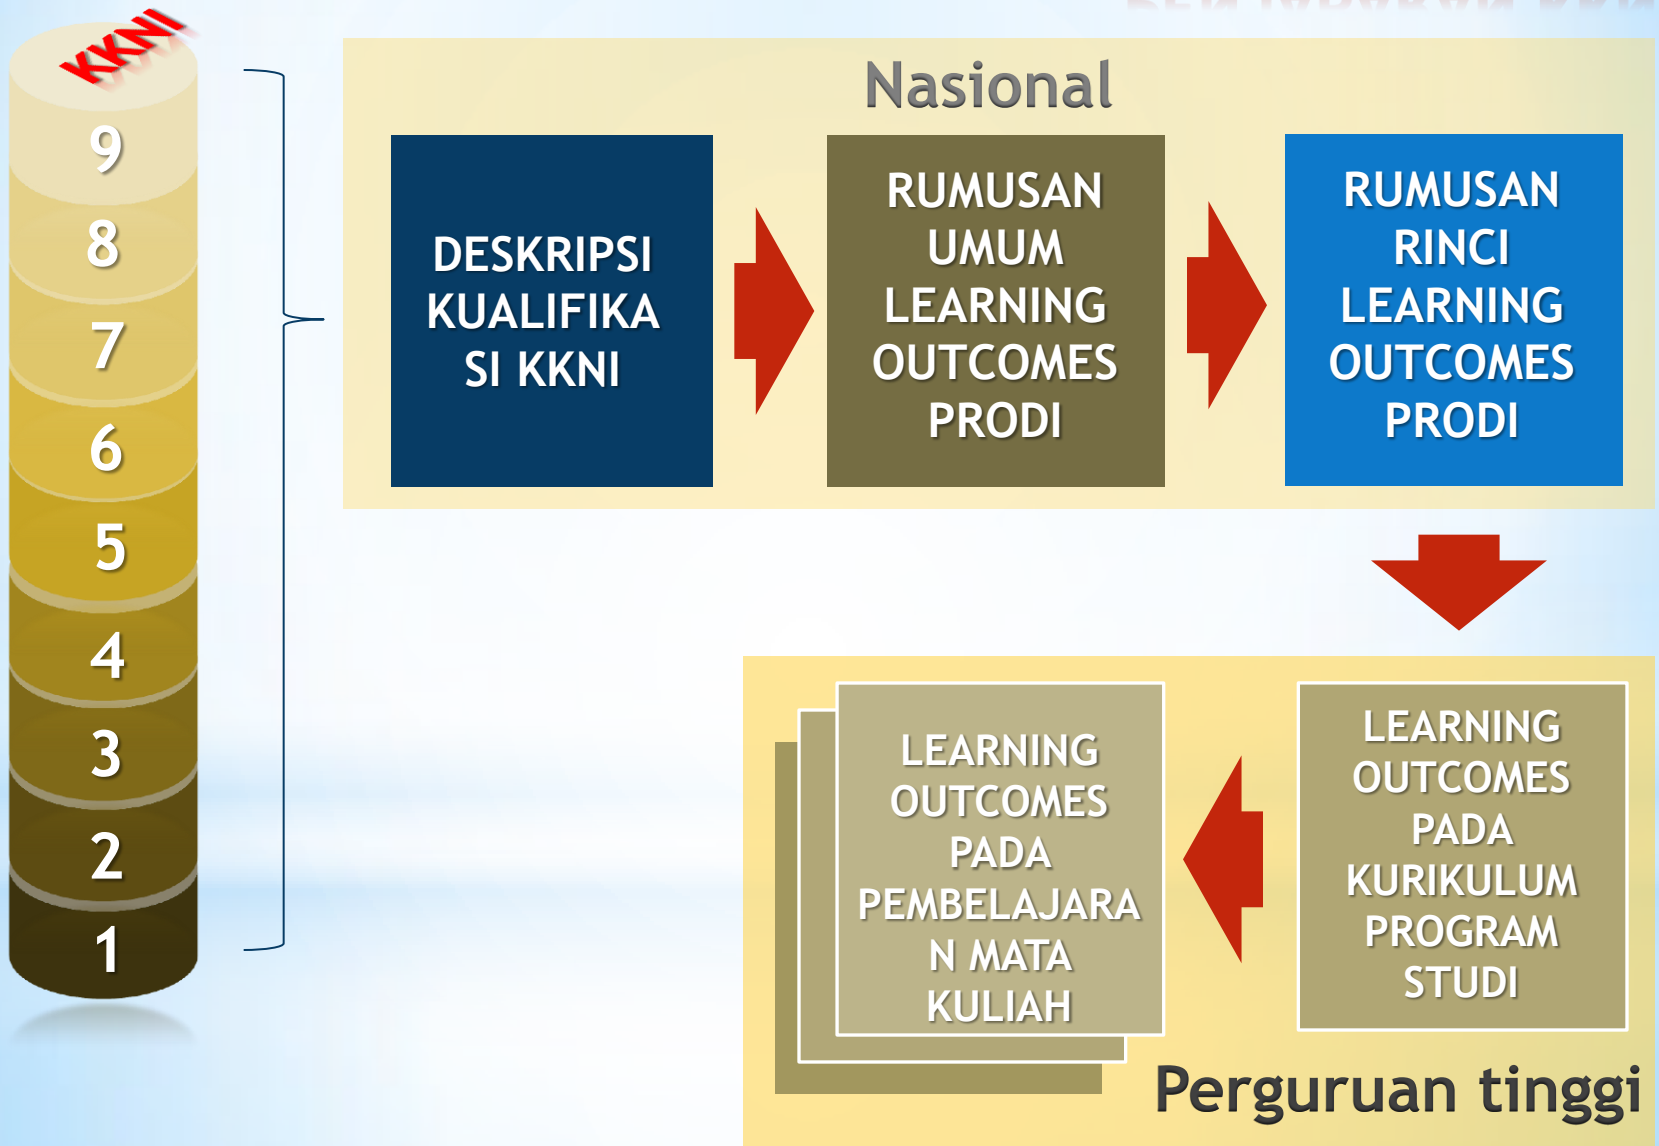 KKNI
9
8
7
6
5
4
3
2
1
Nasional
DESKRIPSI
KUALIFIKA
SI KKNI
RUMUSAN
UMUM
LEARNING
OUTCOMES
PRODI
RUMUSAN
RINCI
LEARNING
OUTCOMES
PRODI
LEARNING
OUTCOMES
PADA
KURIKULUM
PROGRAM
STUDI
LEARNING
OUTCOMES
PADA
PEMBELAJARA
N MATA
KULIAH
Perguruan tinggi